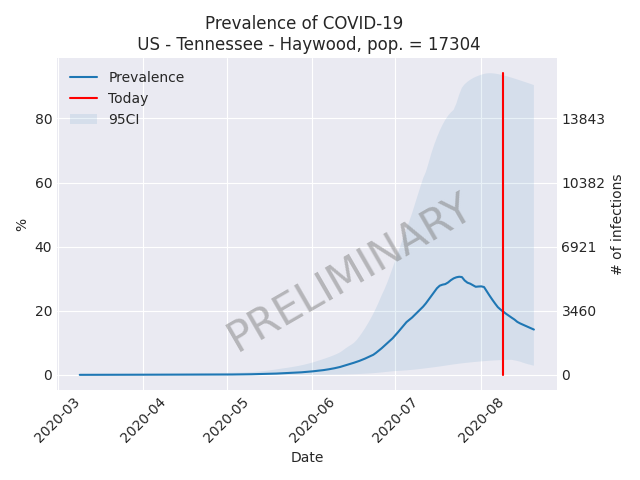 Prevalence of COVID-19
US - Tennessee - Haywood, pop. = 17304
Prevalence
Today
95CI
PRELIMINARY
%
80
60
40
20
0
13843
10382
6921
3460
0
# of infections
2020-03
2020-04
2020-05
2020-06
2020-07
2020-08
Date